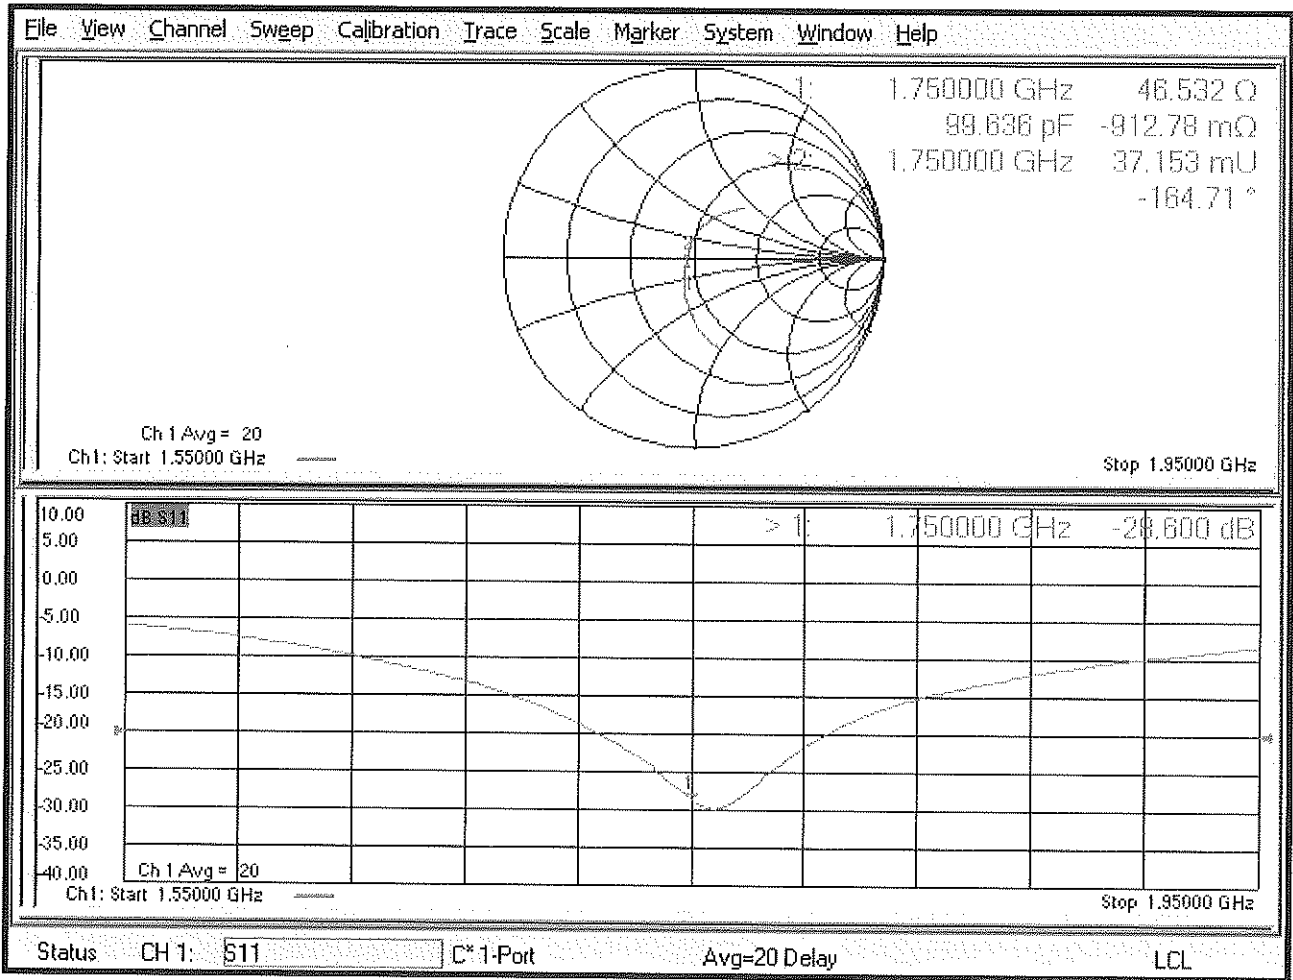 File View Channel Sweep Calibration Trace Scale Marker System Window Help
1: 1.750000 GHz 46.532 Ω
99.636 pF -912.78 mΩ
> 2: 1.750000 GHz 37.153 mU
-164.71 °
Ch 1 Avg = 20
Ch1: Start 1.55000 GHz
Stop 1.95000 GHz
10.00
dB S11
> 1: 1.750000 GHz -28.600 dB
5.00
0.00
-5.00
-10.00
-15.00
-20.00
-25.00
-30.00
-35.00
-40.00
1
Ch 1 Avg = 20
Ch1: Start 1.55000 GHz
Stop 1.95000 GHz
Status CH 1: S11 C* 1-Port Avg=20 Delay LCL